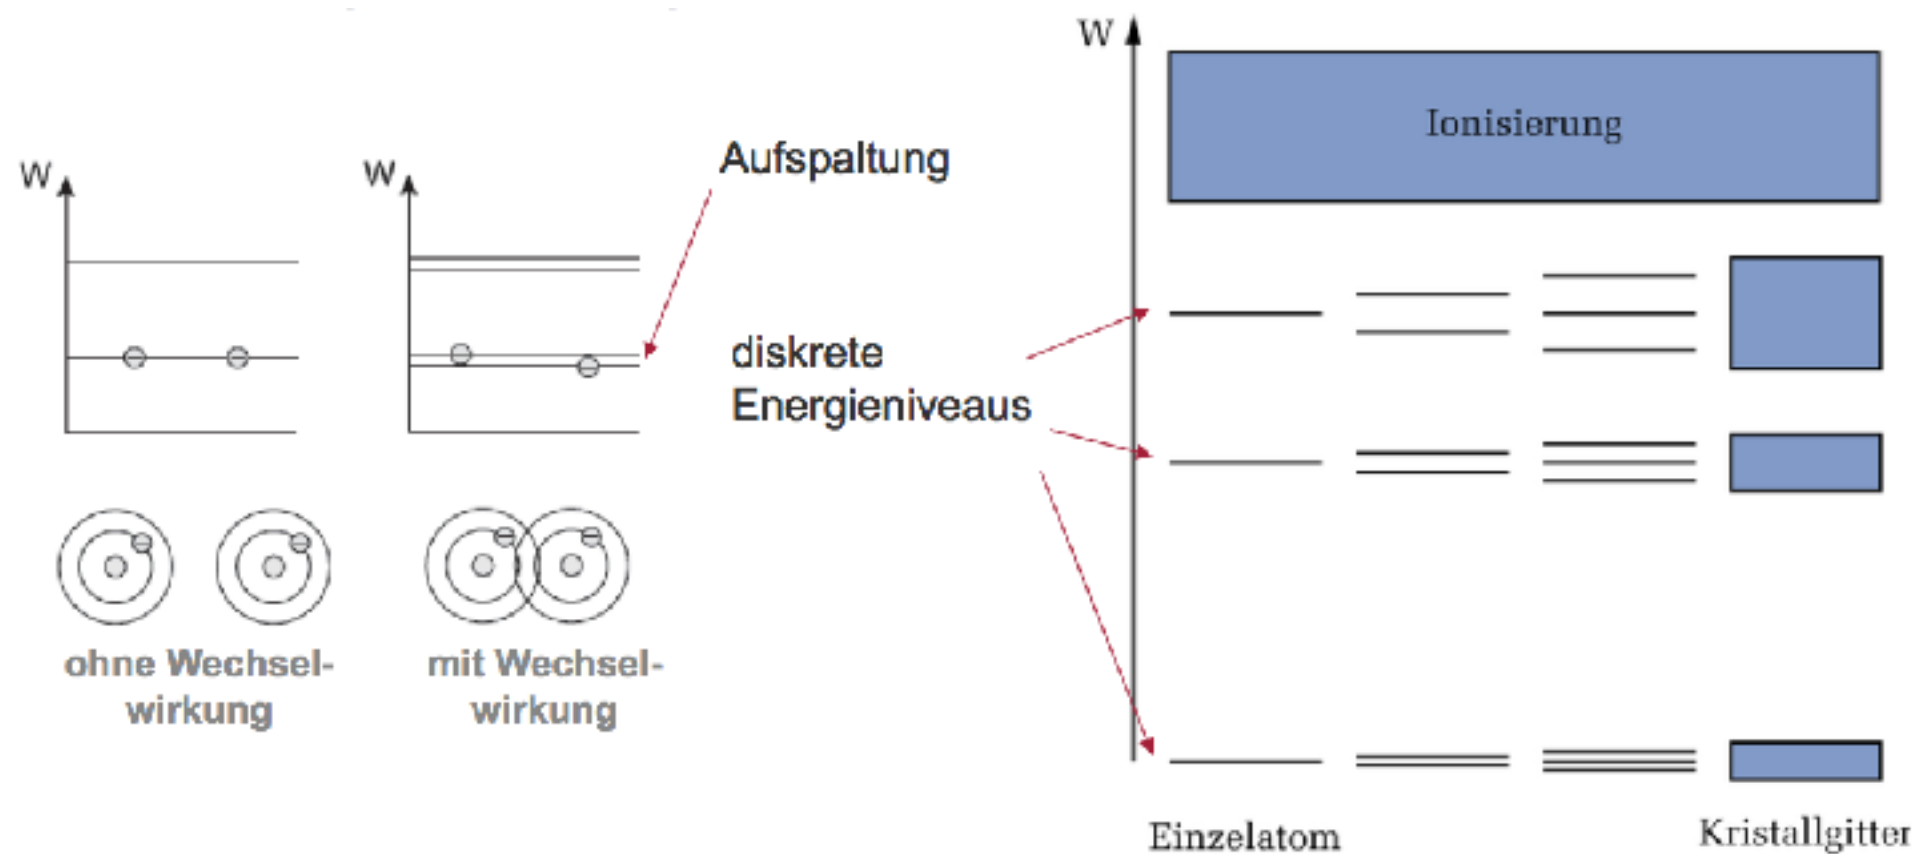 W
W
Aufspaltung
diskrete
Energieniveaus
ohne Wechsel-
wirkung
mit Wechsel-
wirkung
W
Ionisierung
Einzelatom
Kristallgitter